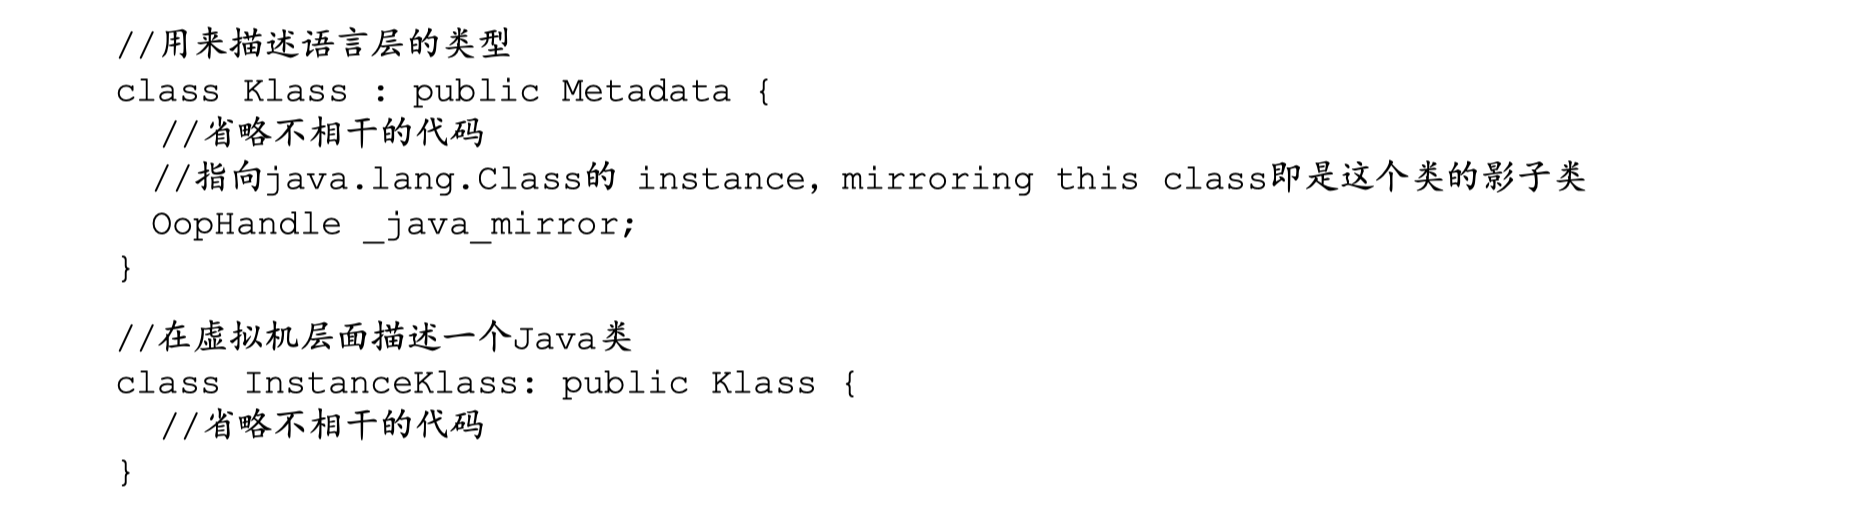 //用来描述语言层的类型
class Klass : public Metadata {
//省略不相干的代码
//指向java.lang.Class的 instance, mirroring this class即是这个类的影子类
OopHandle _java_mirror;
}
//在虚拟机层面描述一个Java类
class InstanceKlass: public Klass {
//省略不相干的代码
}